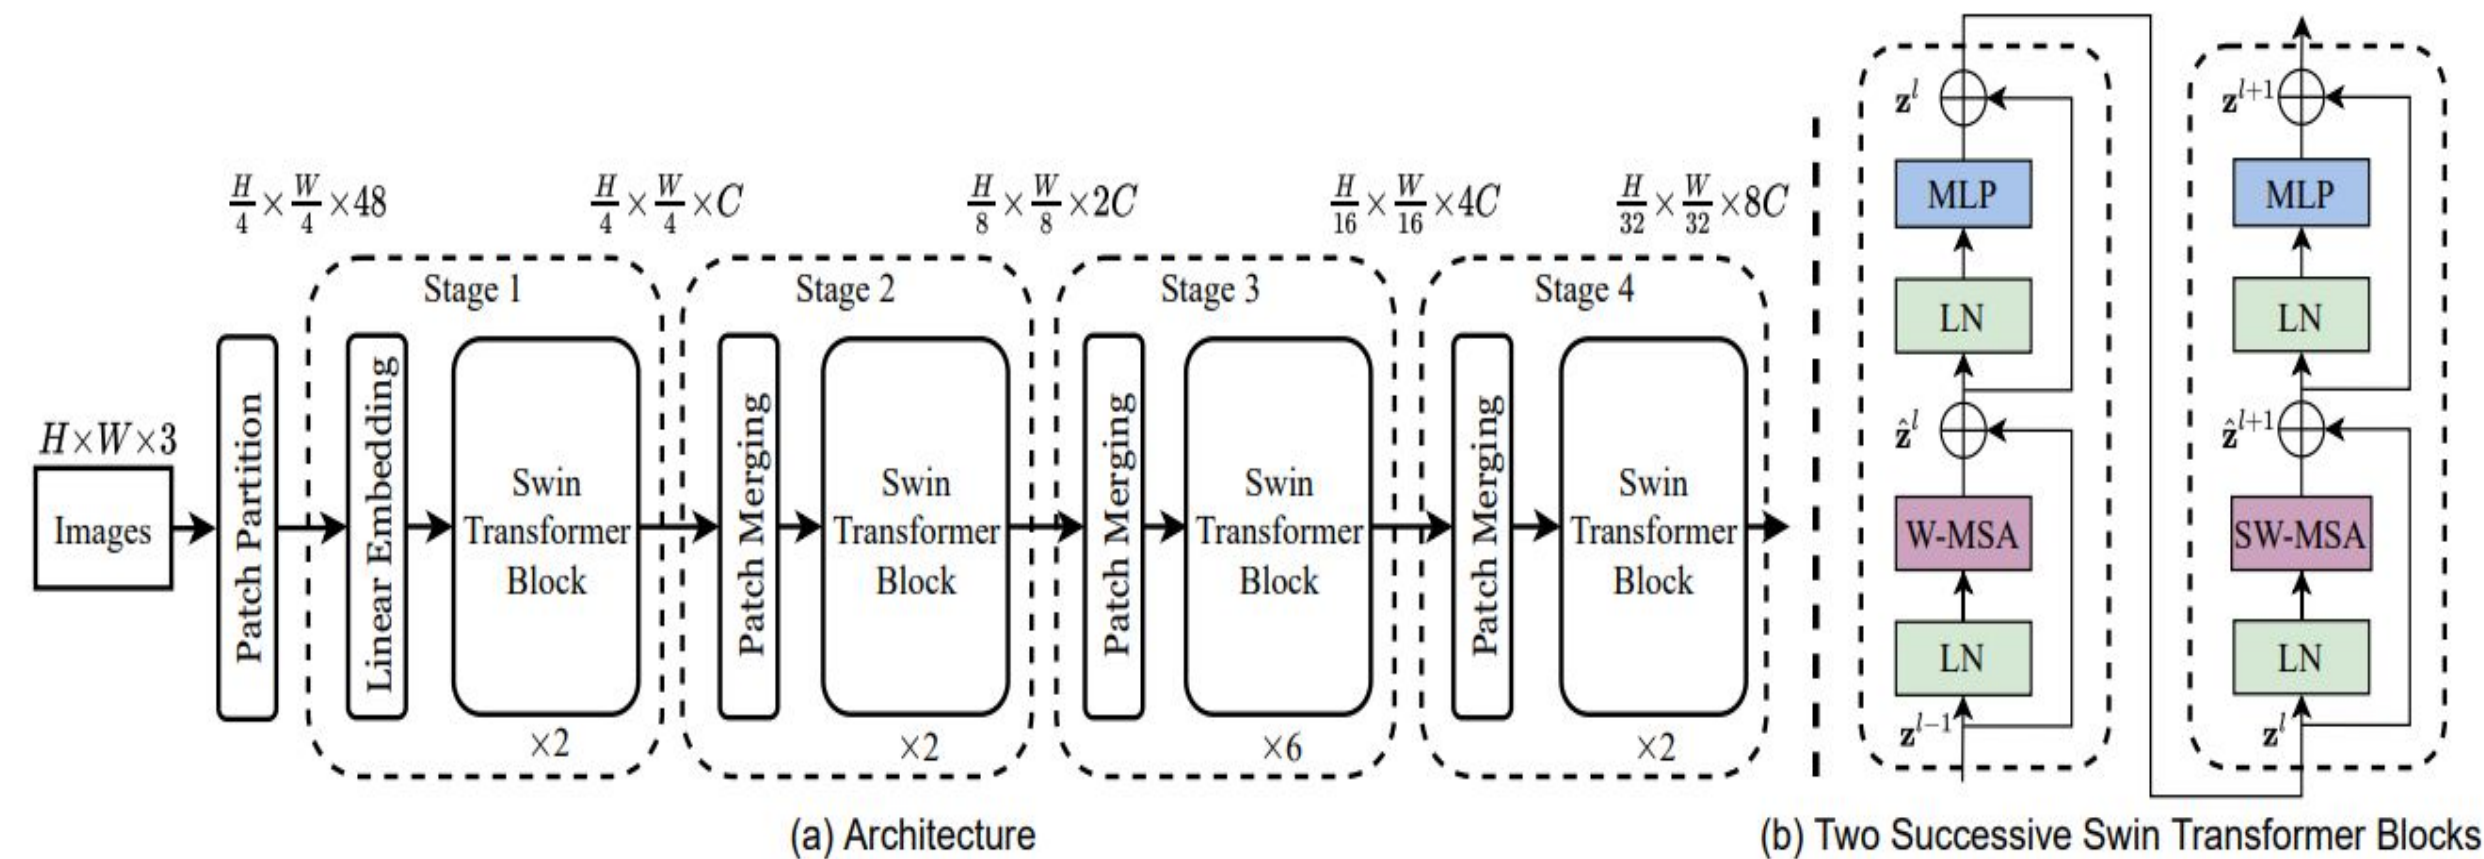 H/4 × W/4 × 48
H/4 × W/4 × C
H/8 × W/8 × 2C
H/16 × W/16 × 4C
H/32 × W/32 × 8C
Stage 1
Stage 2
Stage 3
Stage 4
H×W×3
Images
Patch Partition
Linear Embedding
Swin
Transformer
Block
×2
Patch Merging
Swin
Transformer
Block
×2
Patch Merging
Swin
Transformer
Block
×6
Patch Merging
Swin
Transformer
Block
×2
(a) Architecture
z^l
MLP
LN
ẑ^l
W-MSA
LN
z^{l-1}
z^{l+1}
MLP
LN
ẑ^{l+1}
SW-MSA
LN
z^l
(b) Two Successive Swin Transformer Blocks